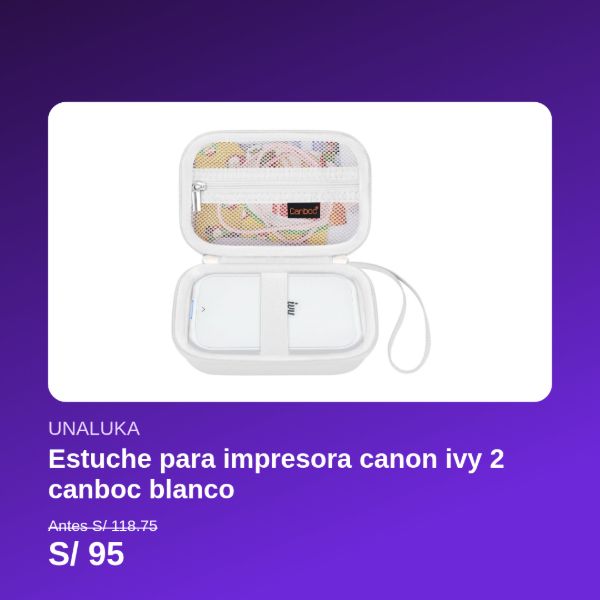 Canboc
ivy
UNALUKA
Estuche para impresora canon ivy 2
canboc blanco
Antes S/ 118.75
S/ 95